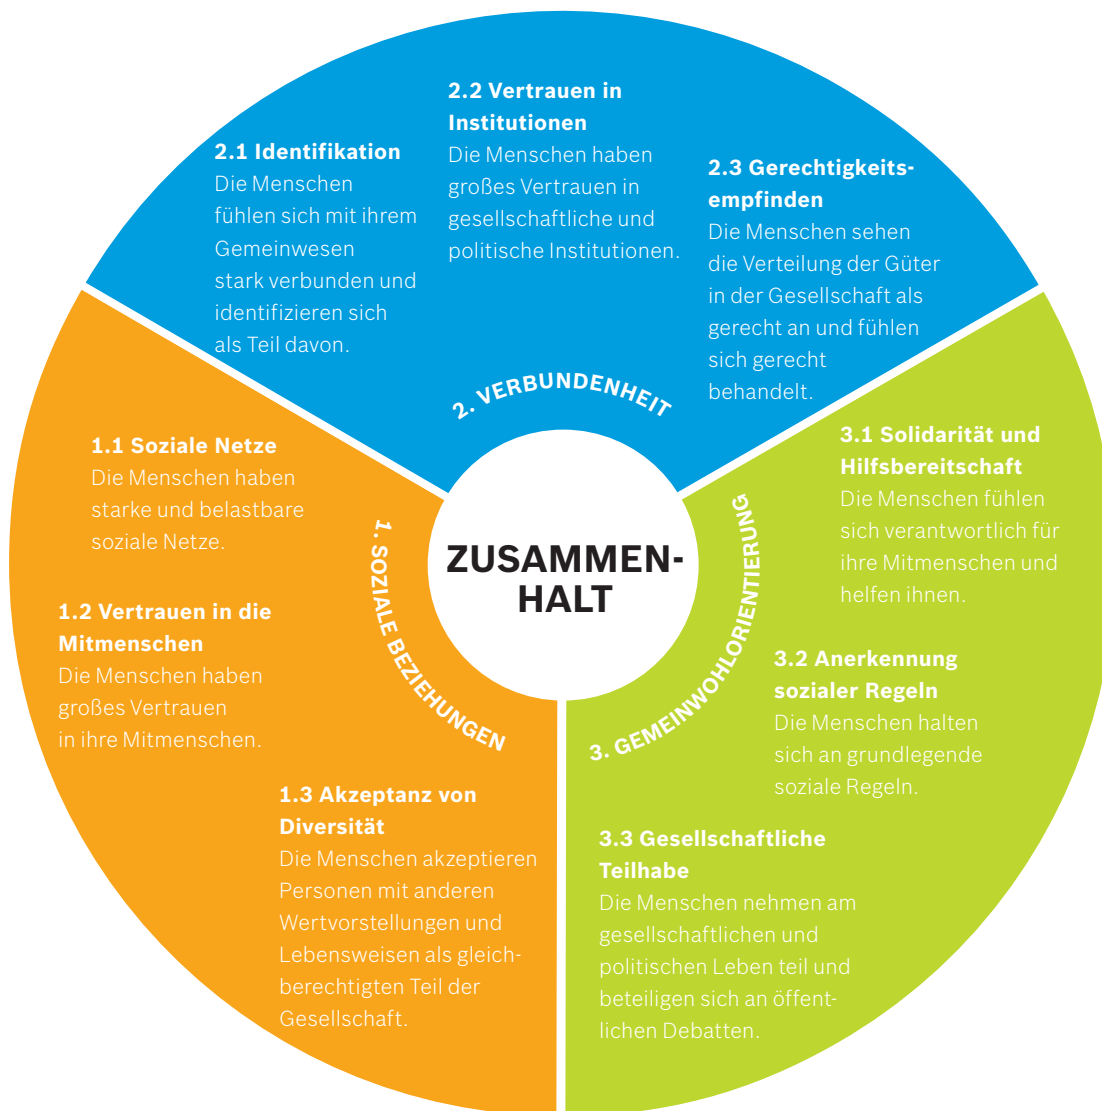 ZUSAMMEN-
HALT
1. SOZIALE BEZIEHUNGEN
1.1 Soziale Netze
Die Menschen haben
starke und belastbare
soziale Netze.
1.2 Vertrauen in die
Mitmenschen
Die Menschen haben
großes Vertrauen
in ihre Mitmenschen.
1.3 Akzeptanz von
Diversität
Die Menschen akzeptieren
Personen mit anderen
Wertvorstellungen und
Lebensweisen als gleich-
berechtigten Teil der
Gesellschaft.
2. VERBUNDENHEIT
2.1 Identifikation
Die Menschen
fühlen sich mit ihrem
Gemeinwesen
stark verbunden und
identifizieren sich
als Teil davon.
2.2 Vertrauen in
Institutionen
Die Menschen haben
großes Vertrauen in
gesellschaftliche und
politische Institutionen.
2.3 Gerechtigkeits-
empfinden
Die Menschen sehen
die Verteilung der Güter
in der Gesellschaft als
gerecht an und fühlen
sich gerecht
behandelt.
3. GEMEINWOHLORIENTIERUNG
3.1 Solidarität und
Hilfsbereitschaft
Die Menschen fühlen
sich verantwortlich für
ihre Mitmenschen und
helfen ihnen.
3.2 Anerkennung
sozialer Regeln
Die Menschen halten
sich an grundlegende
soziale Regeln.
3.3 Gesellschaftliche
Teilhabe
Die Menschen nehmen am
gesellschaftlichen und
politischen Leben teil und
beteiligen sich an öffent-
lichen Debatten.